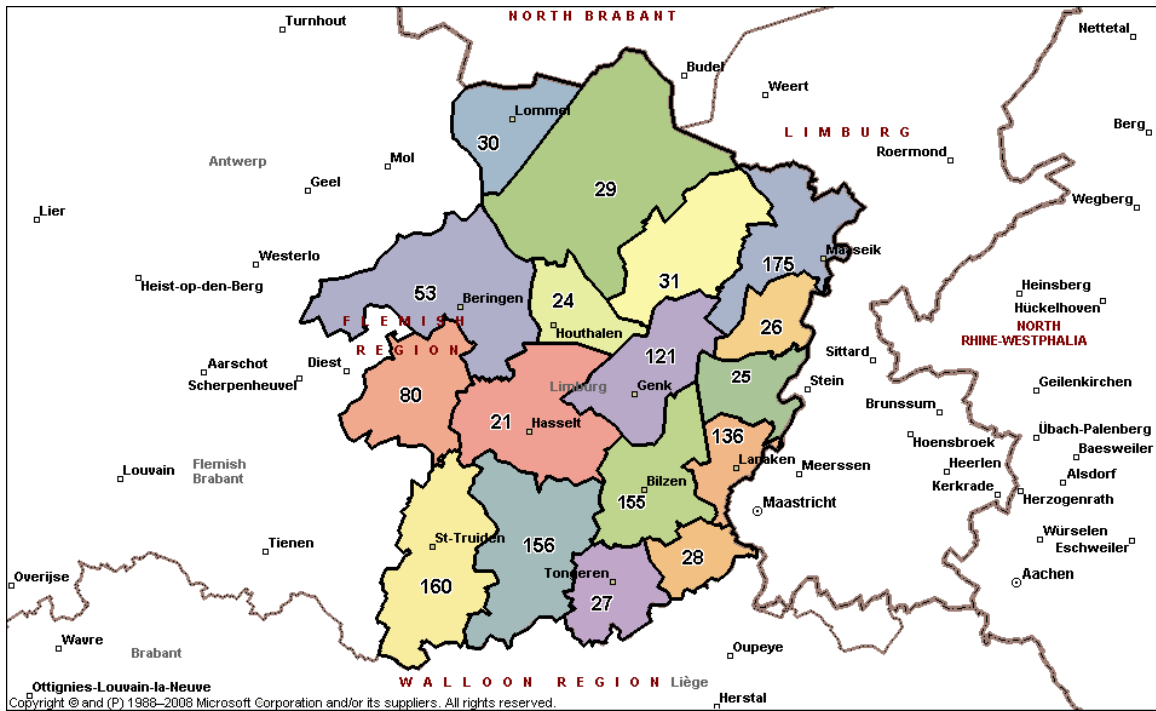 NORTH BRABANT
Turnhout
Nettetal
Budel
Weert
Lommel
Berg
30
LIMBURG
Antwerp
Mol
Roermond
Geel
29
Wegberg
Lier
Maaseik
Westerlo
175
31
Heist-op-den-Berg
Heinsberg
53
Beringen
24
Hückelhoven
FLEMISH
REGION
Houthalen
26
NORTH
RHINE-WESTPHALIA
121
Sittard
Aarschot
Diest
Scherpenheuvel
25
Limburg
Genk
Stein
Geilenkirchen
80
Brunssum
21
Hasselt
136
Übach-Palenberg
Hoensbroek
Baesweiler
Louvain
Flemish
Brabant
Lanaken
Meerssen
Heerlen
Alsdorf
Bilzen
Kerkrade
Herzogenrath
155
Maastricht
St-Truiden
156
Würselen
Tienen
28
Eschweiler
Overijse
160
Tongeren
27
Aachen
Wavre
Brabant
Oupeye
WALLOON REGION
Liège
Ottignies-Louvain-la-Neuve
Herstal
Copyright © and (P) 1988–2008 Microsoft Corporation and/or its suppliers. All rights reserved.